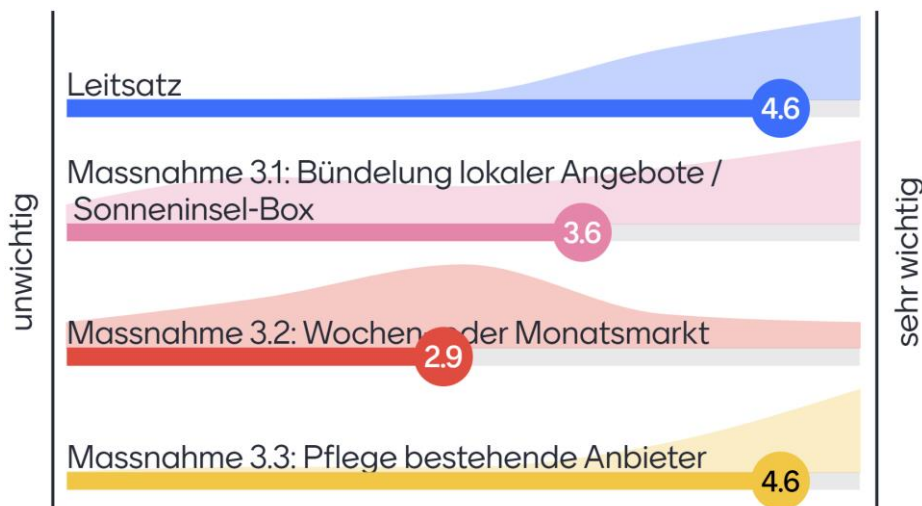 Leitsatz
4.6
Massnahme 3.1: Bündelung lokaler Angebote /
Sonneninsel-Box
3.6
Massnahme 3.2: Wochen- oder Monatsmarkt
2.9
Massnahme 3.3: Pflege bestehende Anbieter
4.6
unwichtig
sehr wichtig